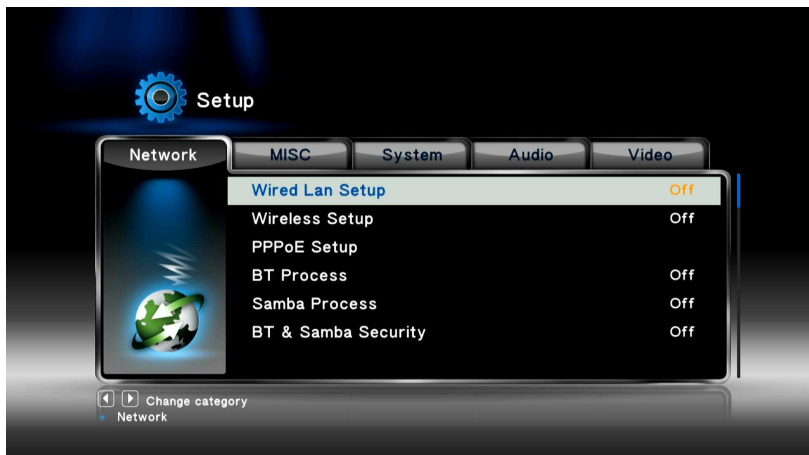 Setup
Network MISC System Audio Video
Wired Lan Setup Off
Wireless Setup Off
PPPoE Setup
BT Process Off
Samba Process Off
BT & Samba Security Off
Change category
Network